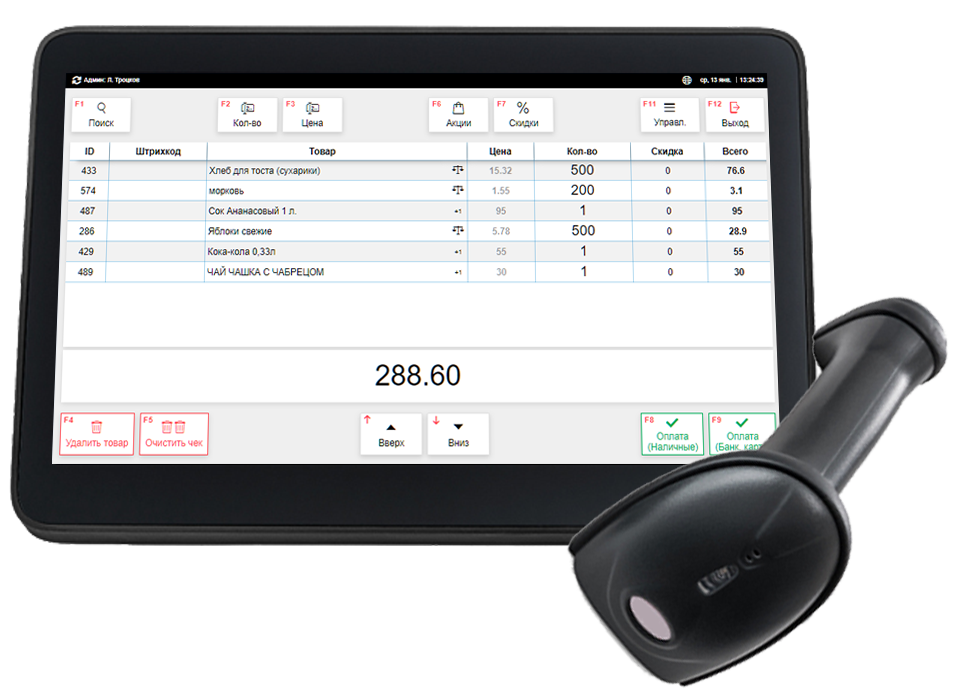 Админ: Л. Троцков ср, 13 янв. | 13:24:39
F1 Поиск
F2 Кол-во
F3 Цена
F6 Акции
F7 Скидки
F11 Управл.
F12 Выход
ID Штрихкод Товар Цена Кол-во Скидка Всего
433 Хлеб для тоста (сухарики) 15.32 500 0 76.6
574 морковь 1.55 200 0 3.1
487 Сок Ананасовый 1 л. +1 95 1 0 95
286 Яблоки свежие 5.78 500 0 28.9
429 Кока-кола 0,33л +1 55 1 0 55
489 ЧАЙ ЧАШКА С ЧАБРЕЦОМ +1 30 1 0 30
288.60
F4 Удалить товар
F5 Очистить чек
Вверх
Вниз
F8 Оплата
(Наличные)
F9 Оплата
(Банк. карт